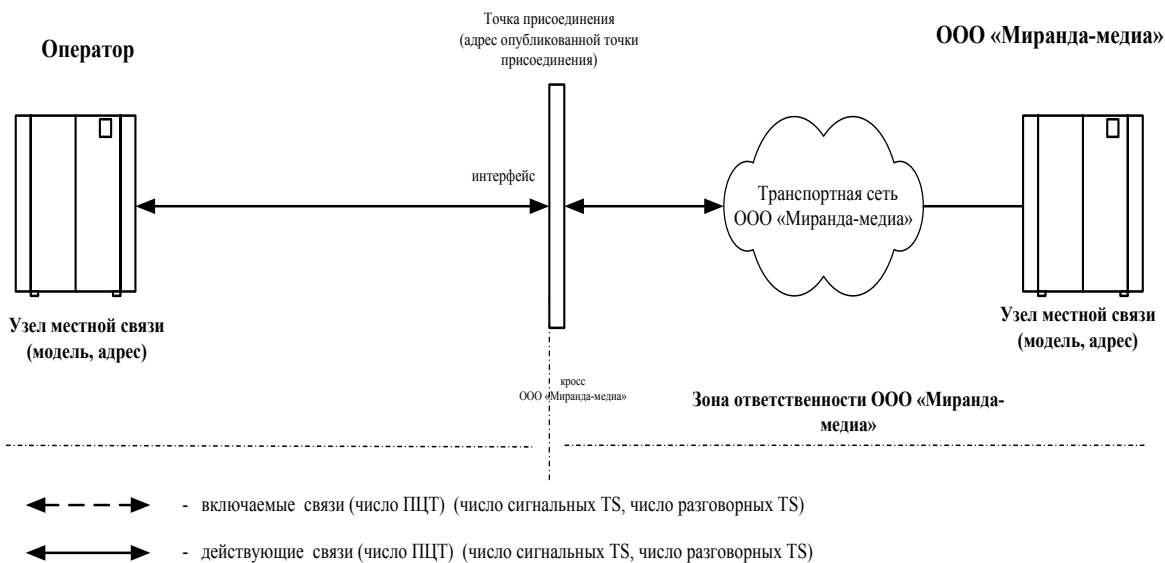 Оператор
Точка присоединения
(адрес опубликованной точки
присоединения)
ООО «Миранда-медиа»
интерфейс
Транспортная сеть
ООО «Миранда-медиа»
Узел местной связи
(модель, адрес)
Узел местной связи
(модель, адрес)
кросс
ООО «Миранда-медиа»
Зона ответственности ООО «Миранда-
медиа»
- включаемые связи (число ПЦТ) (число сигнальных TS, число разговорных TS)
- действующие связи (число ПЦТ) (число сигнальных TS, число разговорных TS)